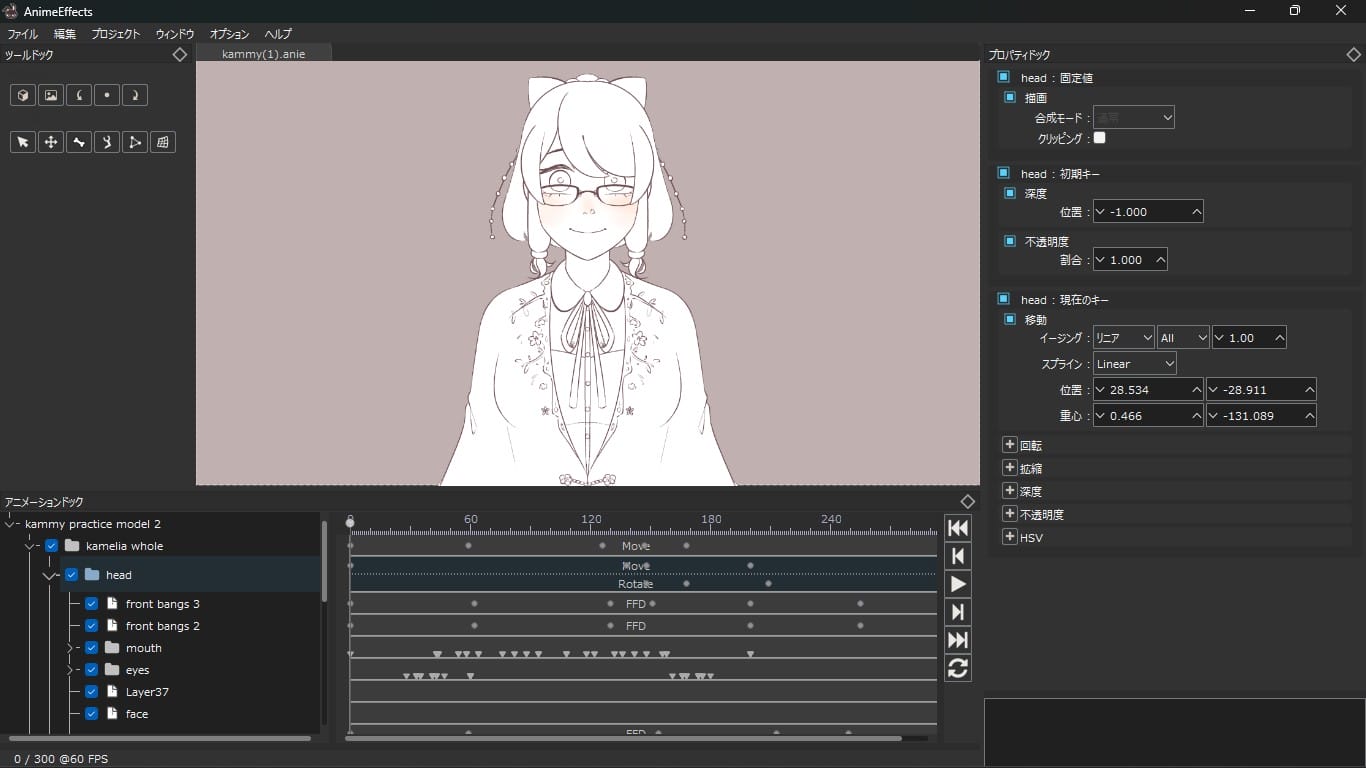 AnimeEffects
ファイル 編集 プロジェクト ウィンドウ オプション ヘルプ
ツールドック
kammy(1).anie
プロパティドック
head : 固定値
描画
合成モード : 通常
クリッピング :
head : 初期キー
深度
位置 : -1.000
不透明度
割合 : 1.000
head : 現在のキー
移動
イージング : リニア All 1.00
スプライン : Linear
位置 : 28.534 -28.911
重心 : 0.466 -131.089
回転
拡縮
深度
不透明度
HSV
アニメーションドック
kammy practice model 2
kamelia whole
head
front bangs 3
front bangs 2
mouth
eyes
Layer37
face
0 60 120 180 240
Move
Move
Rotate
FFD
FFD
FFD
0 / 300 @60 FPS